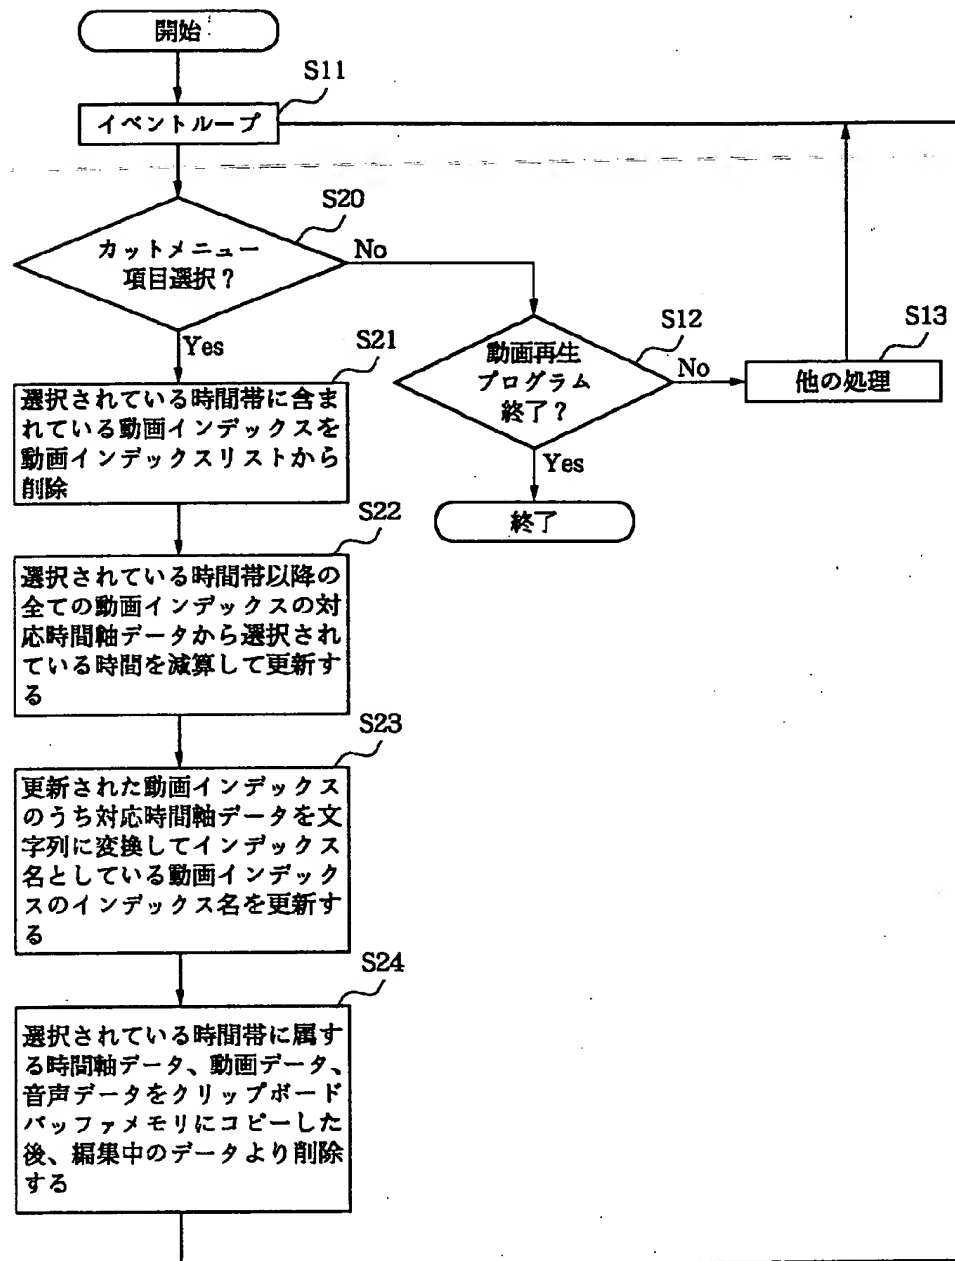 開始
S11
イベントループ
S20
カットメニュー
項目選択？
No
Yes
S12
動画再生
プログラム
終了？
No
Yes
S13
他の処理
終了
S21
選択されている時間帯に含ま
れている動画インデックスを
動画インデックスリストから
削除
S22
選択されている時間帯以降の
全ての動画インデックスの対
応時間軸データから選択され
ている時間を減算して更新す
る
S23
更新された動画インデックス
のうち対応時間軸データを文
字列に変換してインデックス
名としている動画インデック
スのインデックス名を更新す
る
S24
選択されている時間帯に属す
る時間軸データ、動画データ、
音声データをクリップボード
バッファメモリにコピーした
後、編集中のデータより削除
する